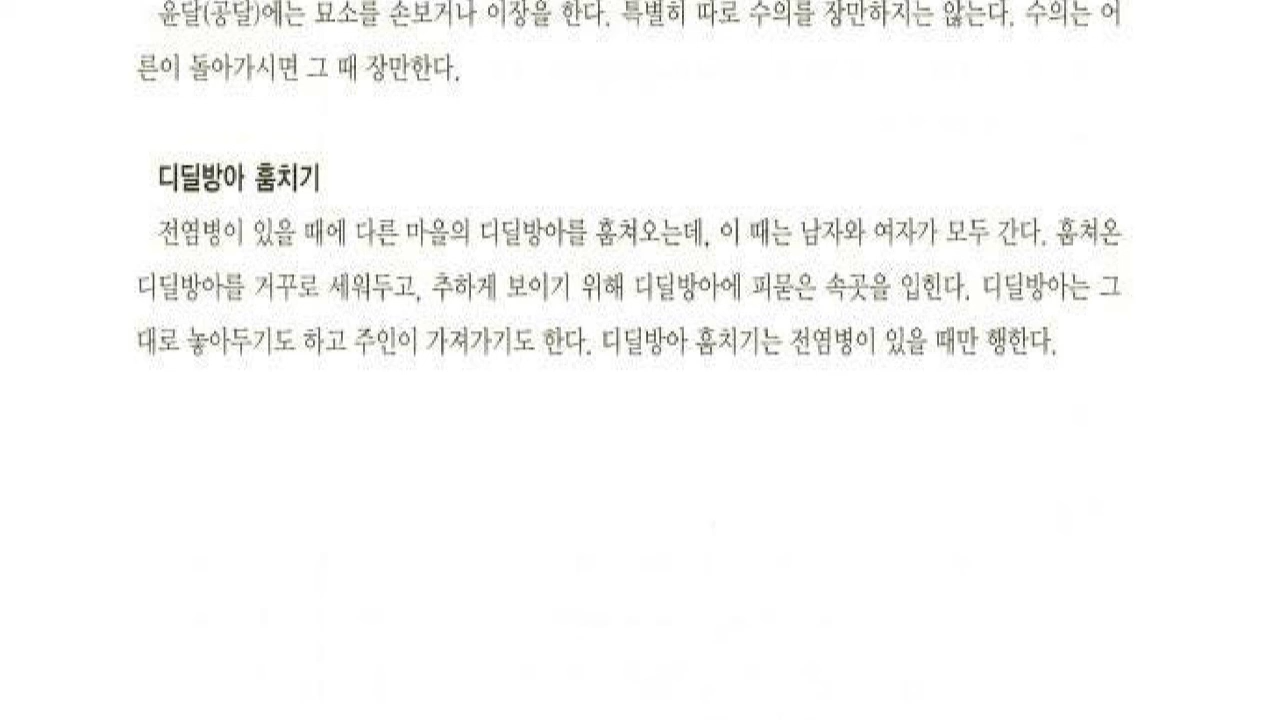 윤달(공달)에는 묘소를 손보거나 이장을 한다. 특별히 따로 수의를 장만하지는 않는다. 수의는 어
른이 돌아가시면 그 때 장만한다.
디딜방아 훔치기
전염병이 있을 때에 다른 마을의 디딜방아를 훔쳐오는데, 이 때는 남자와 여자가 모두 간다. 훔쳐온
디딜방아를 거꾸로 세워두고, 추하게 보이기 위해 디딜방아에 피묻은 속곳을 입힌다. 디딜방아는 그
대로 놓아두기도 하고 주인이 가져가기도 한다. 디딜방아 훔치기는 전염병이 있을 때만 행한다.